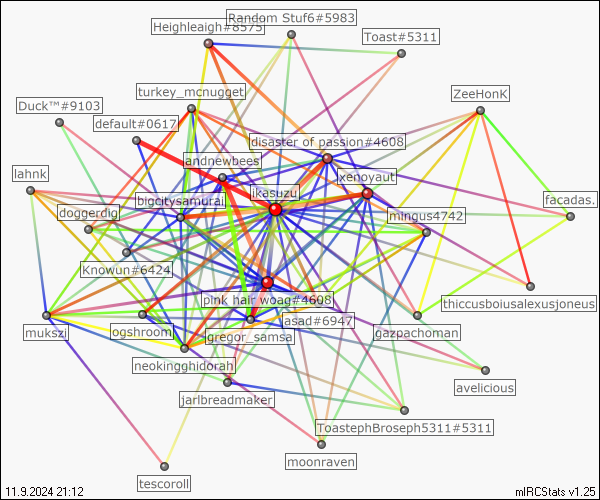 Random Stuf6#5983
Heighleaigh#8575
Toast#5311
turkey_mcnugget
ZeeHonK
Duck™#9103
default#0617
disaster of passion#4608
andnewbees
lahnk
xenoyaut
ikasuzu
bigcitysamurai
facadas.
doggerdig
mingus4742
Knowun#6424
pink hair woag#4608
thiccusboiusalexusjoneus
asad#6947
mukszi
ogshroom
gregor_samsa
gazpachoman
neokingghidorah
avelicious
jarlbreadmaker
ToastephBroseph5311#5311
moonraven
tescoroll
11.9.2024 21:12
mIRCStats v1.25